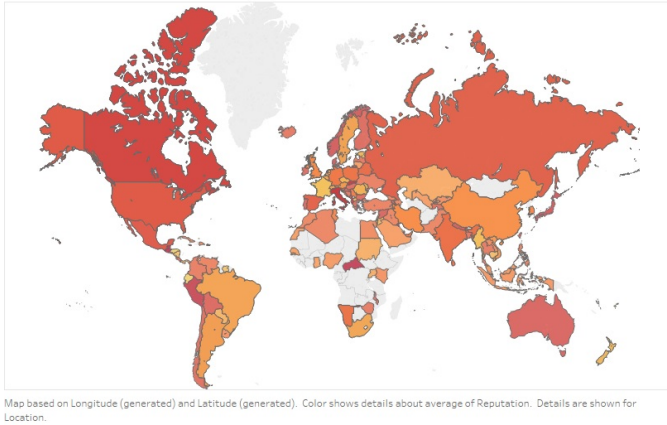 Map based on Longitude (generated) and Latitude (generated).  Color shows details about average of Reputation.  Details are shown for
Location.